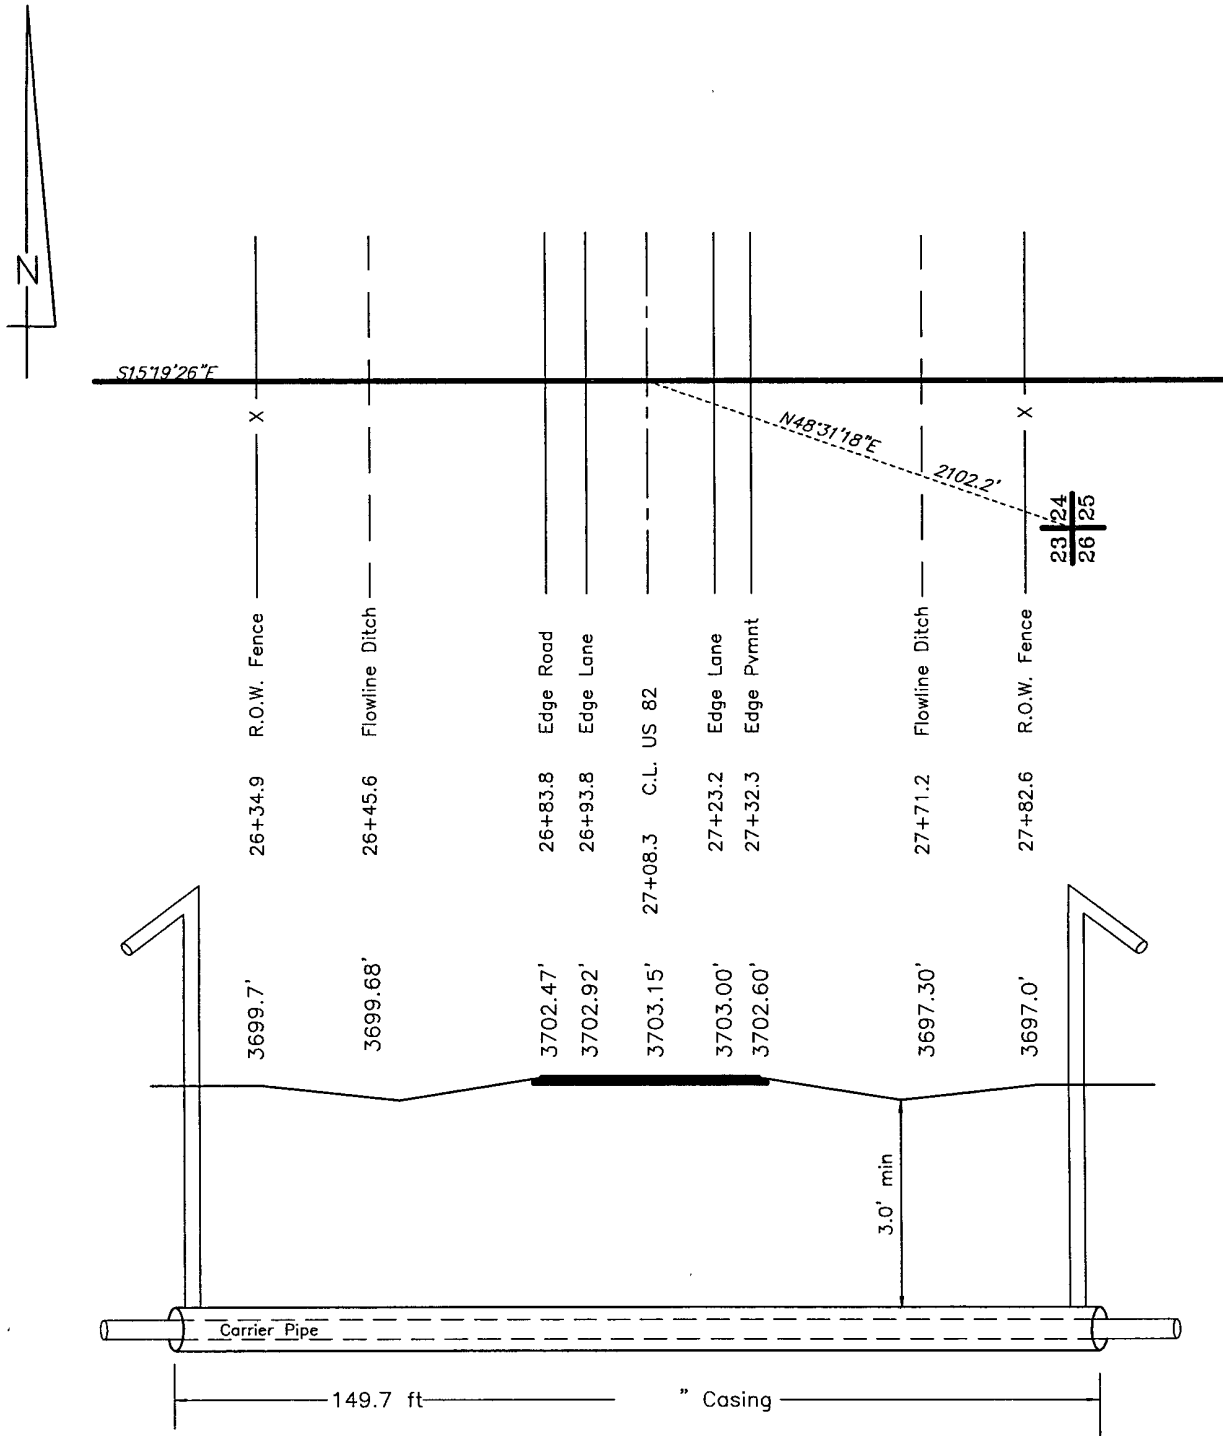 N
S15°19'26"E
X
X
N48°31'18"E
2102.2'
24 25
23 26
26+34.9 R.O.W. Fence
26+45.6 Flowline Ditch
26+83.8 Edge Road
26+93.8 Edge Lane
27+08.3 C.L. US 82
27+23.2 Edge Lane
27+32.3 Edge Pvmnt
27+71.2 Flowline Ditch
27+82.6 R.O.W. Fence
3699.7'
3699.68'
3702.47'
3702.92'
3703.15'
3703.00'
3702.60'
3697.30'
3697.0'
3.0' min
Carrier Pipe
149.7 ft " Casing